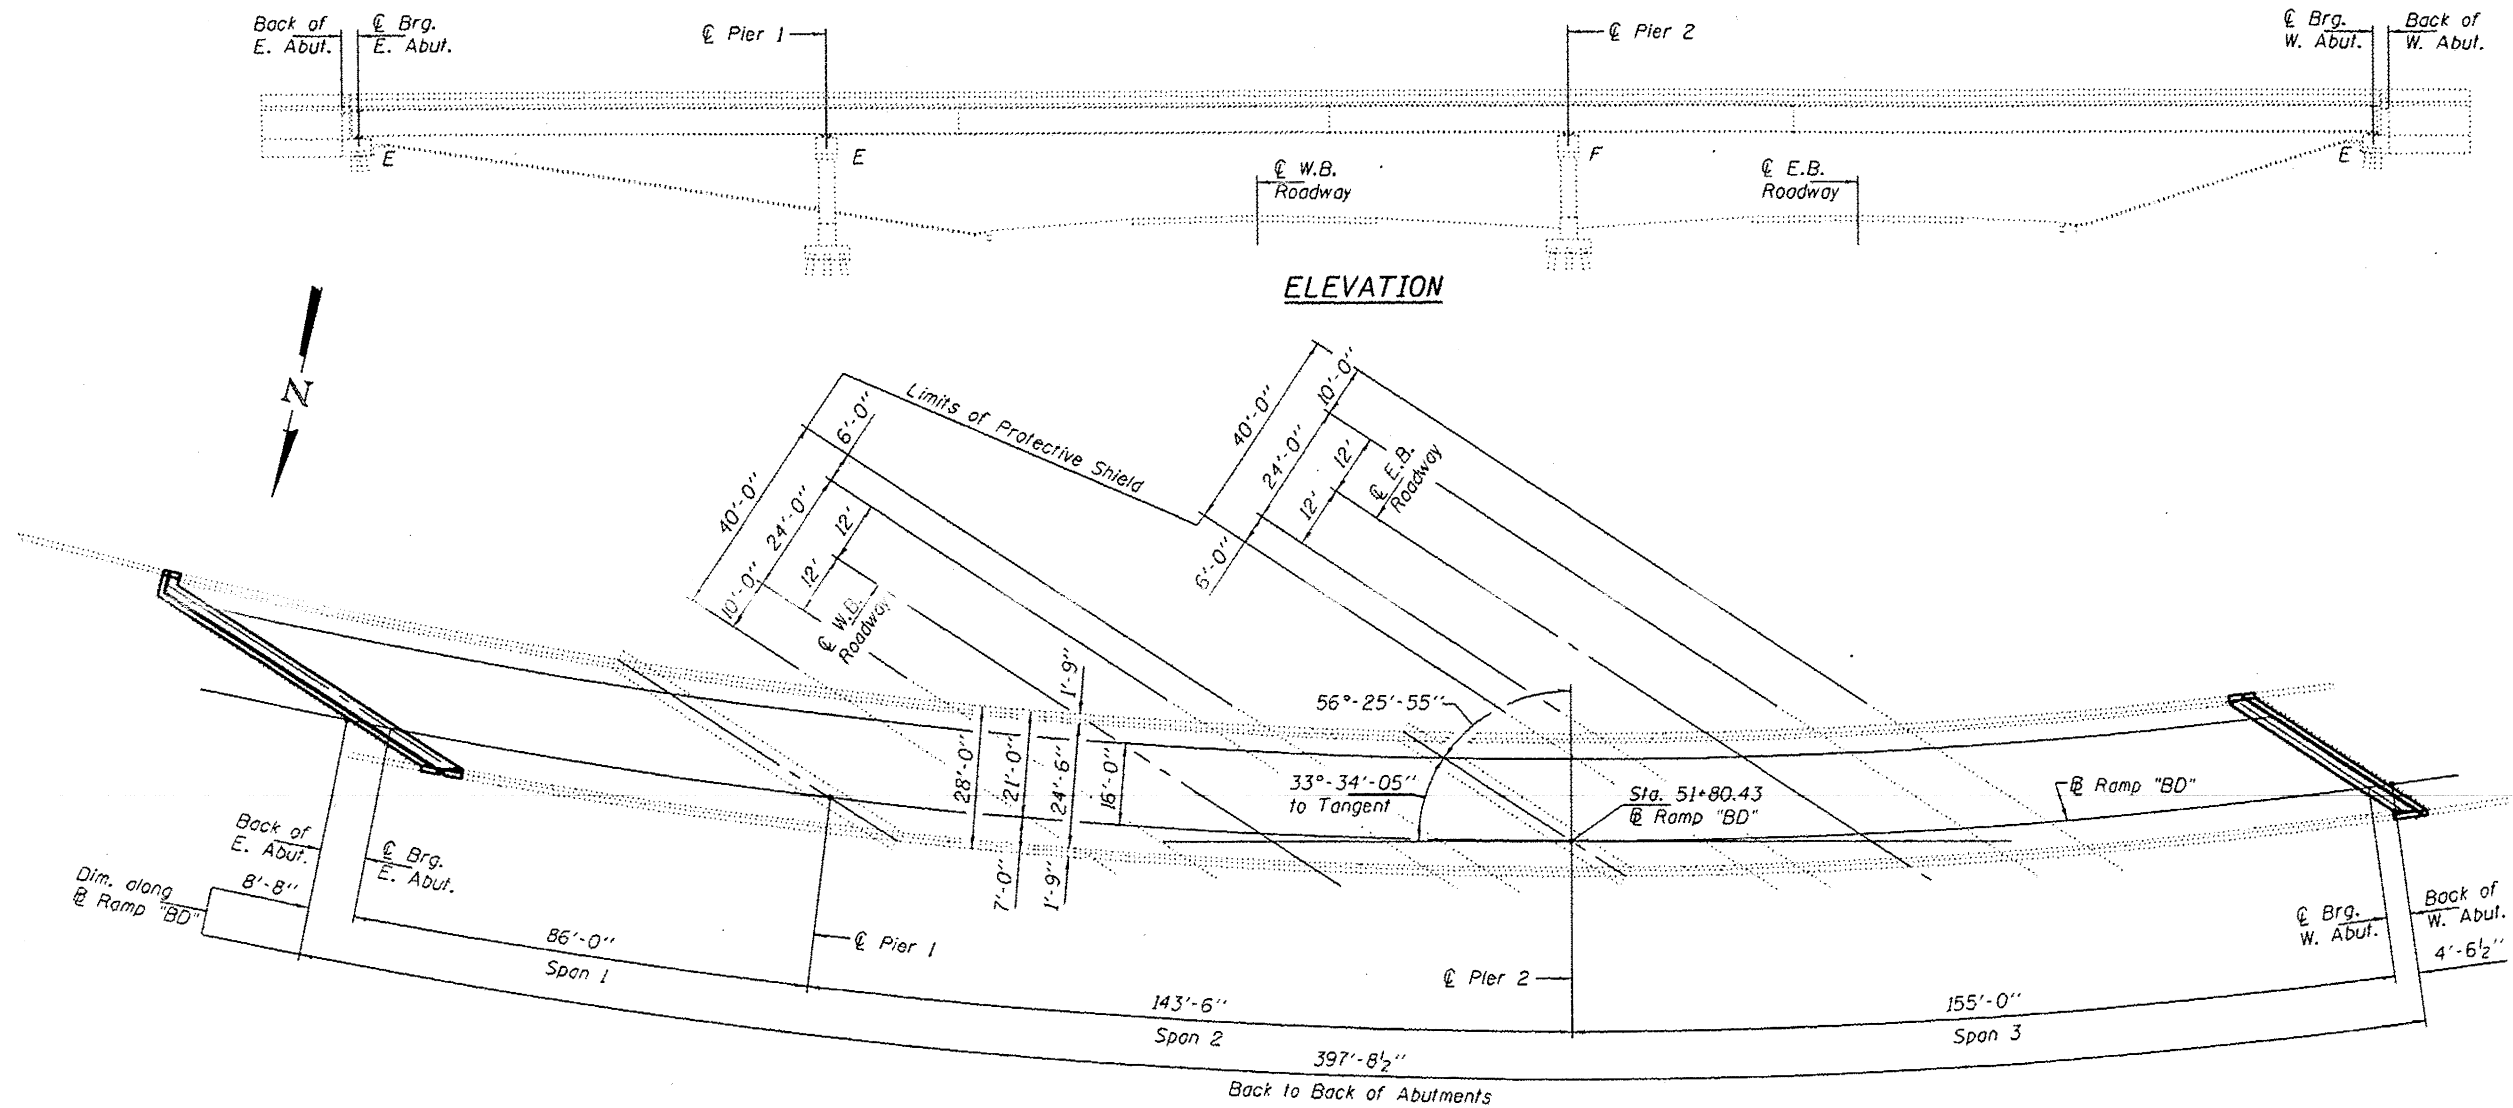 Back of
E. Abut.
℄ Brg.
E. Abut.
℄ Pier 1
℄ Pier 2
℄ Brg.
W. Abut.
Back of
W. Abut.
E
E
F
E
℄ W.B.
Roadway
℄ E.B.
Roadway
ELEVATION
N
Limits of Protective Shield
40'-0"
6'-0"
24'-0"
10'-0"
12'
12'
℄ W.B.
Roadway
40'-0"
10'-0"
24'-0"
6'-0"
12'
12'
℄ E.B.
Roadway
1'-9"
28'-0"
21'-0"
24'-6"
16'-0"
7'-0"
1'-9"
56°-25'-55"
33°-34'-05"
to Tangent
Sta. 51+80.43
℄ Ramp "BD"
℄ Ramp "BD"
Back of
E. Abut.
℄ Brg.
E. Abut.
Dim. along
℄ Ramp "BD"
8'-8"
86'-0"
Span 1
℄ Pier 1
143'-6"
Span 2
℄ Pier 2
155'-0"
Span 3
℄ Brg.
W. Abut.
Back of
W. Abut.
4'-6½"
397'-8½"
Back to Back of Abutments